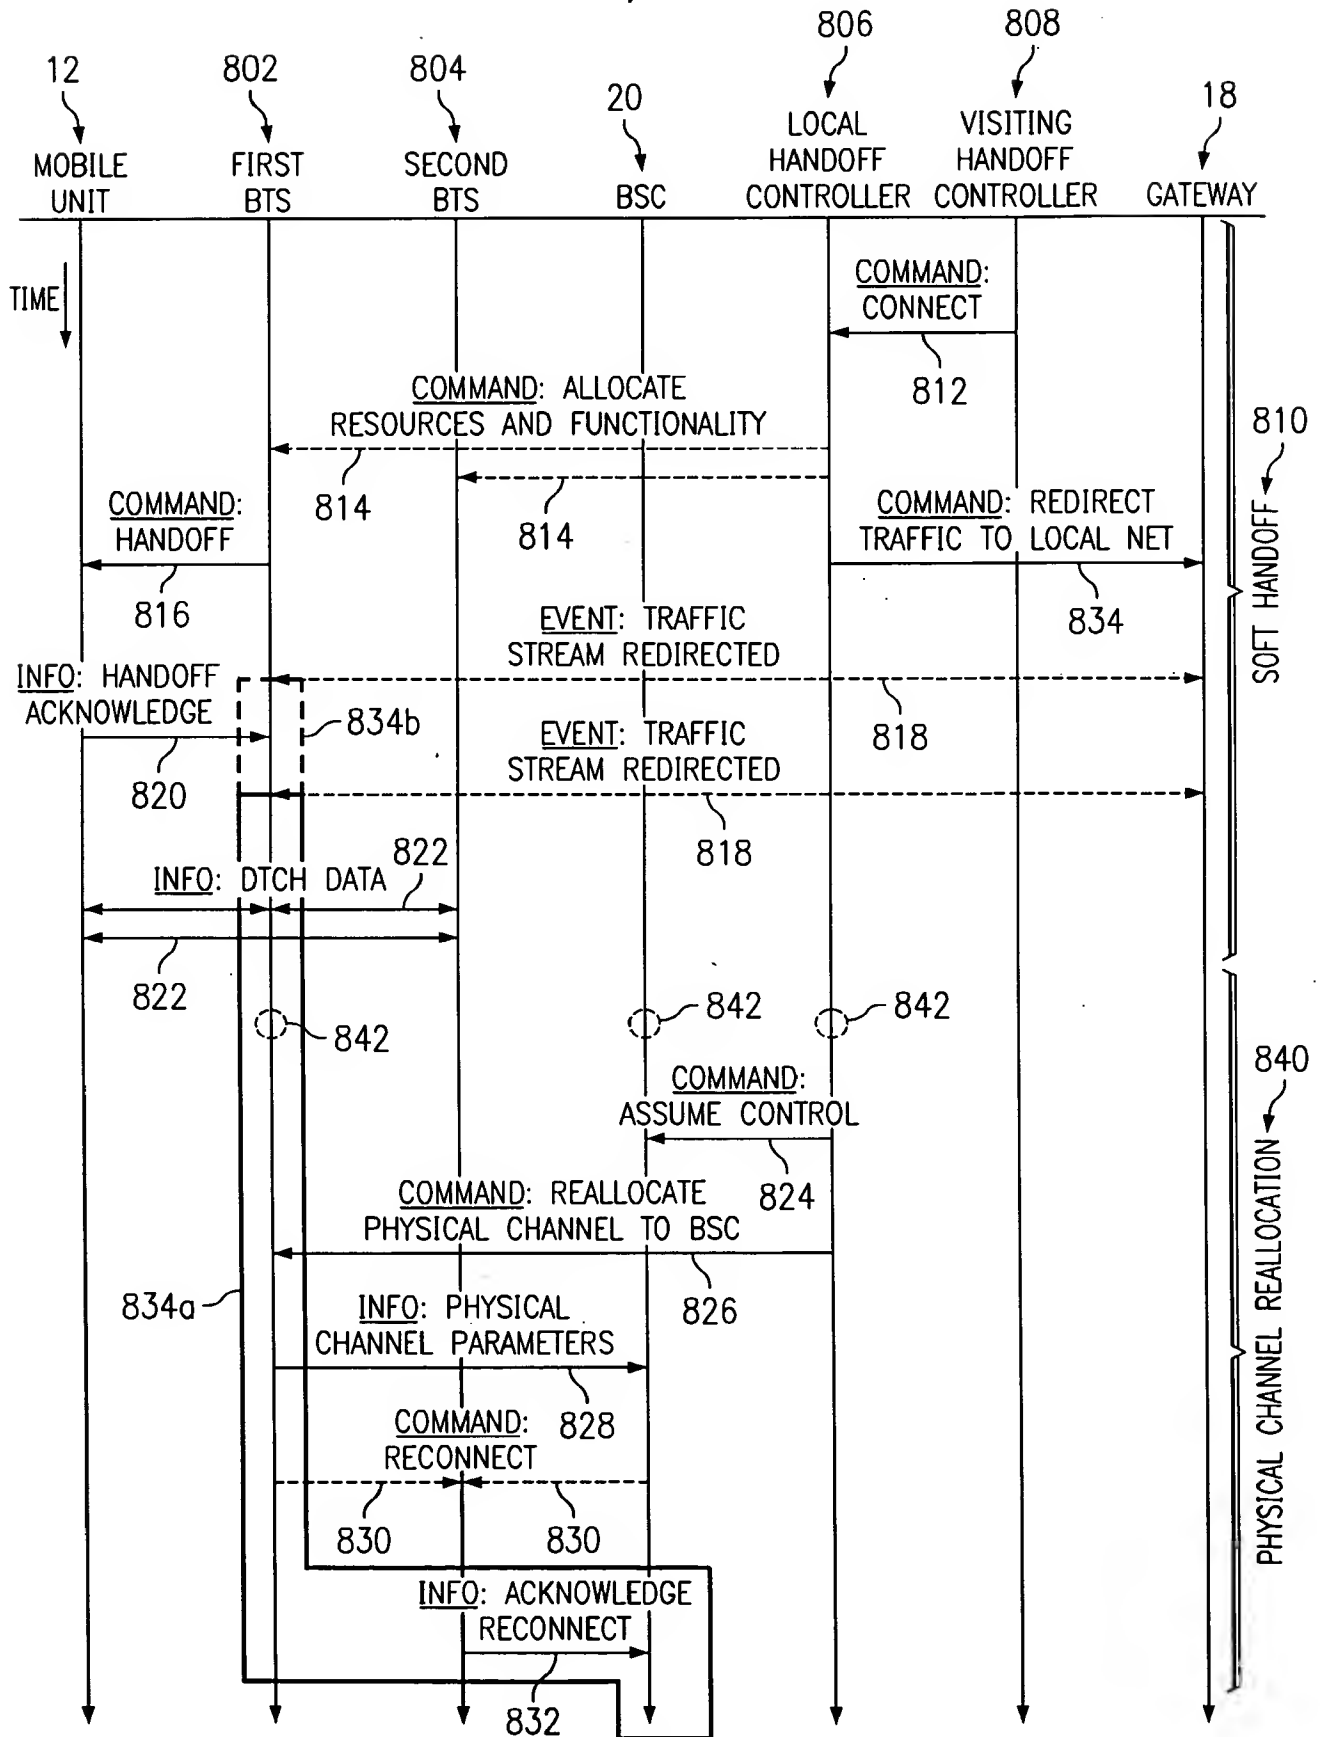 806
808
12
802
804
20
18
MOBILE
UNIT
FIRST
BTS
SECOND
BTS
BSC
LOCAL
HANDOFF
CONTROLLER
VISITING
HANDOFF
CONTROLLER
GATEWAY
TIME
COMMAND:
CONNECT
812
COMMAND: ALLOCATE
RESOURCES AND FUNCTIONALITY
814
814
COMMAND:
HANDOFF
816
COMMAND: REDIRECT
TRAFFIC TO LOCAL NET
834
810
SOFT HANDOFF
EVENT: TRAFFIC
STREAM REDIRECTED
818
INFO: HANDOFF
ACKNOWLEDGE
820
834b
EVENT: TRAFFIC
STREAM REDIRECTED
818
822
INFO: DTCH DATA
822
842
842
842
840
PHYSICAL CHANNEL REALLOCATION
COMMAND:
ASSUME CONTROL
824
COMMAND: REALLOCATE
PHYSICAL CHANNEL TO BSC
826
834a
INFO: PHYSICAL
CHANNEL PARAMETERS
828
COMMAND:
RECONNECT
830
830
INFO: ACKNOWLEDGE
RECONNECT
832